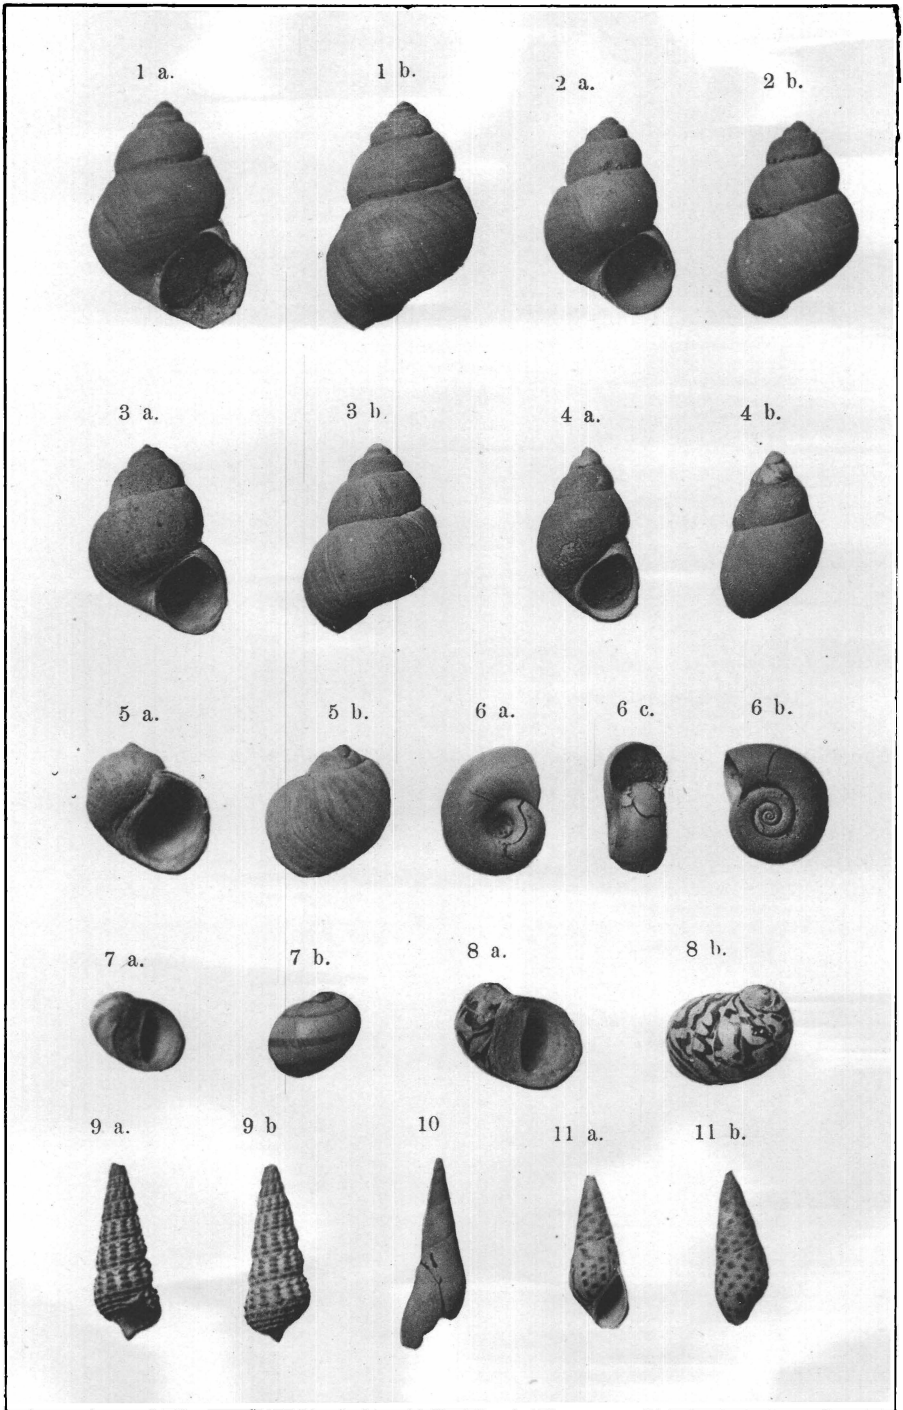 1 a. 1 b. 2 a. 2 b.
3 a. 3 b. 4 a. 4 b.
5 a. 5 b. 6 a. 6 c. 6 b.
7 a. 7 b. 8 a. 8 b.
9 a. 9 b 10 11 a. 11 b.